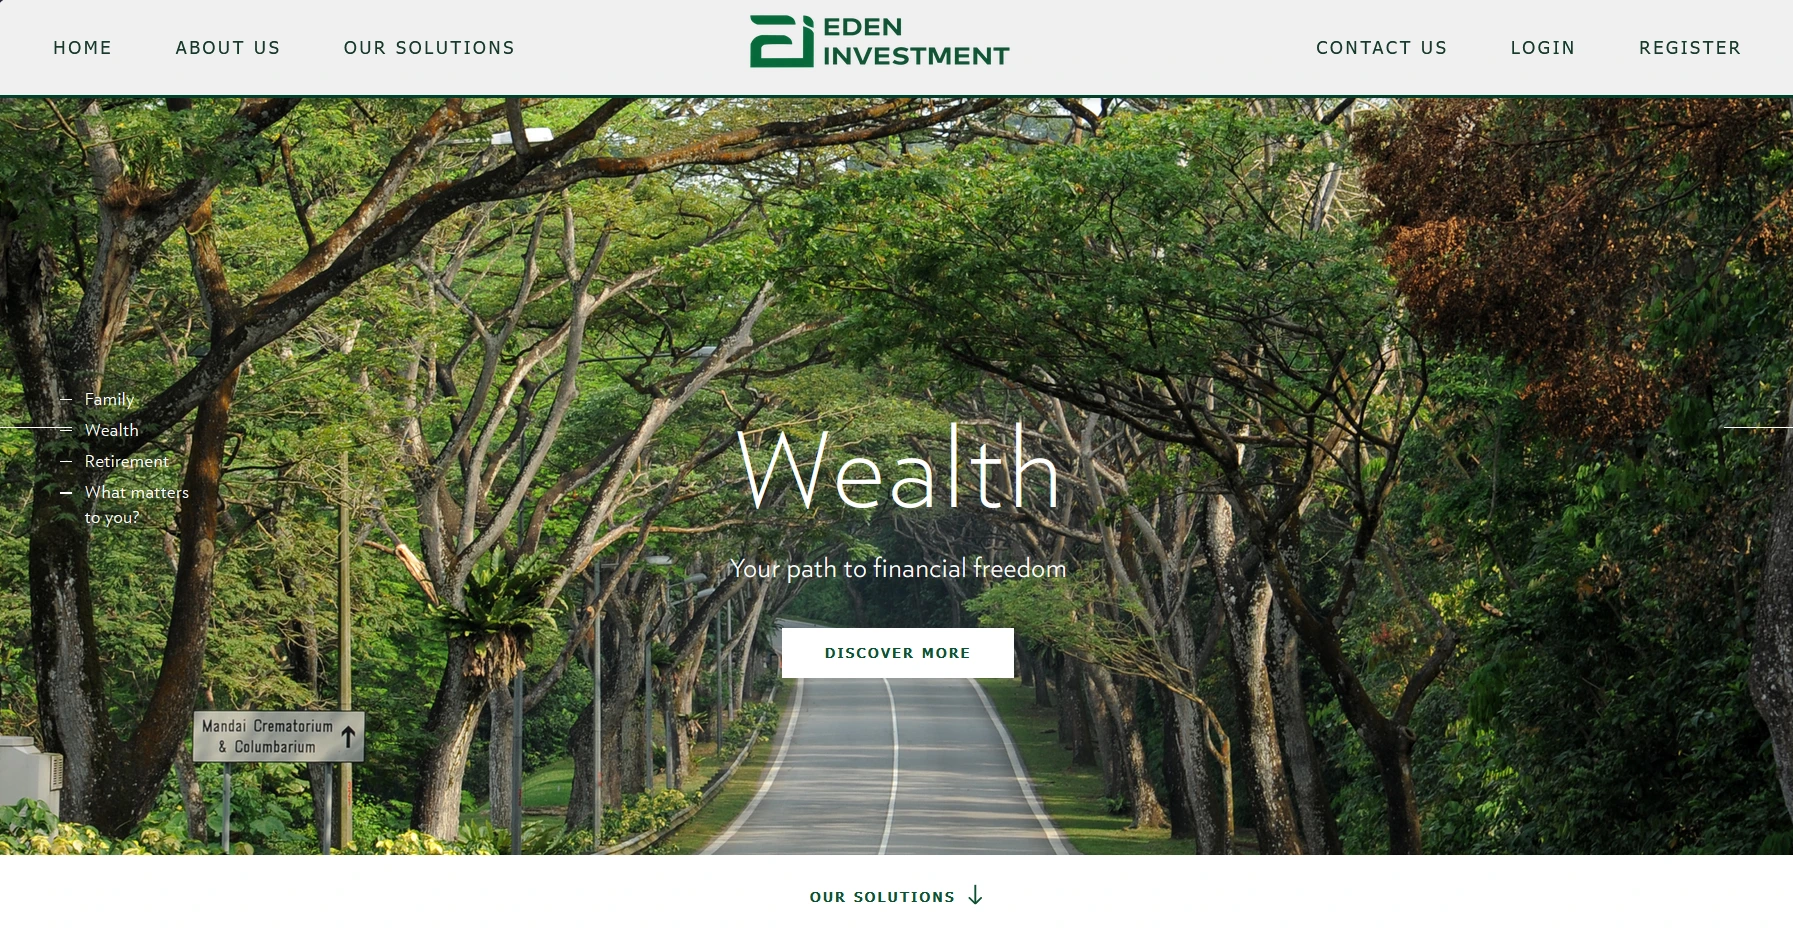 HOME
ABOUT US
OUR SOLUTIONS
EDEN
INVESTMENT
CONTACT US
LOGIN
REGISTER
Family
Wealth
Retirement
What matters
to you?
Wealth
Your path to financial freedom
DISCOVER MORE
Mandai Crematorium
& Columbarium
OUR SOLUTIONS